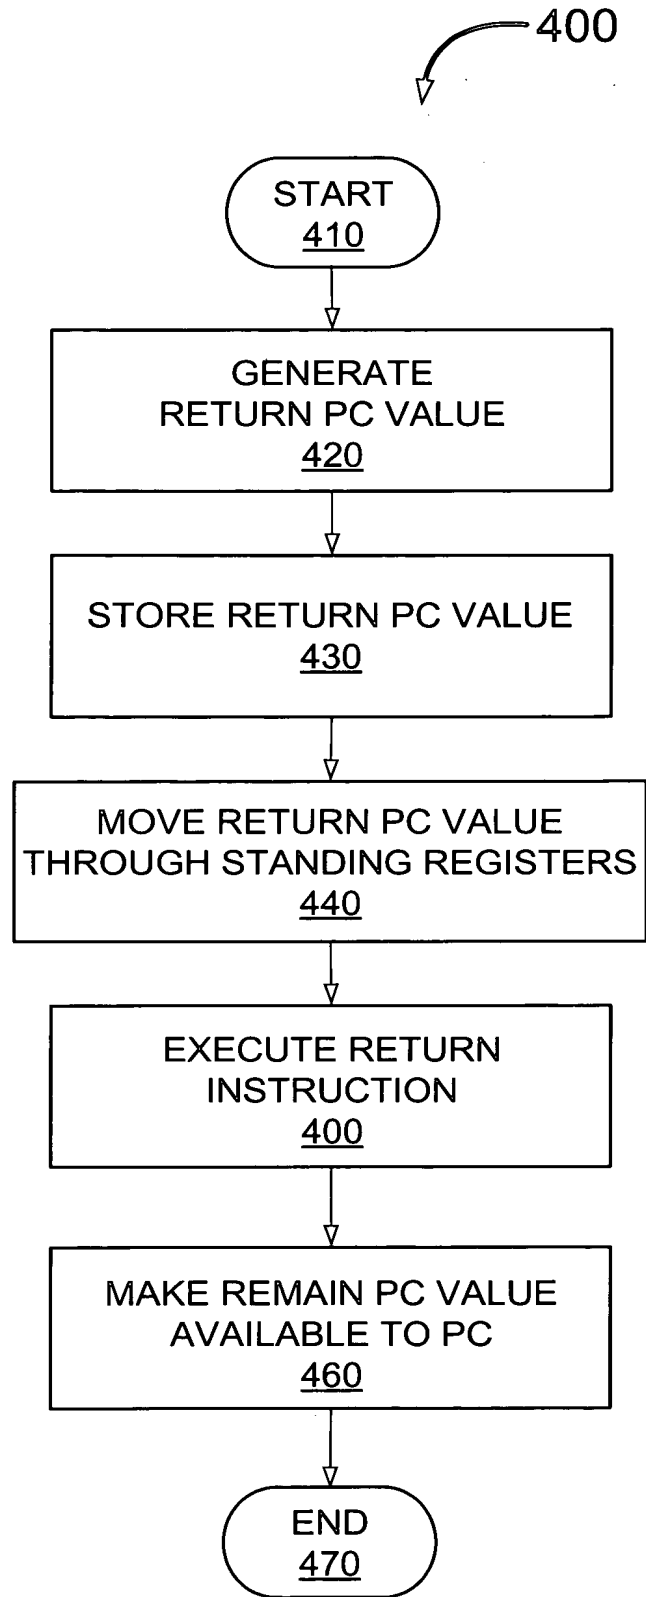 400
START
410
GENERATE
RETURN PC VALUE
420
STORE RETURN PC VALUE
430
MOVE RETURN PC VALUE
THROUGH STANDING REGISTERS
440
EXECUTE RETURN
INSTRUCTION
400
MAKE REMAIN PC VALUE
AVAILABLE TO PC
460
END
470